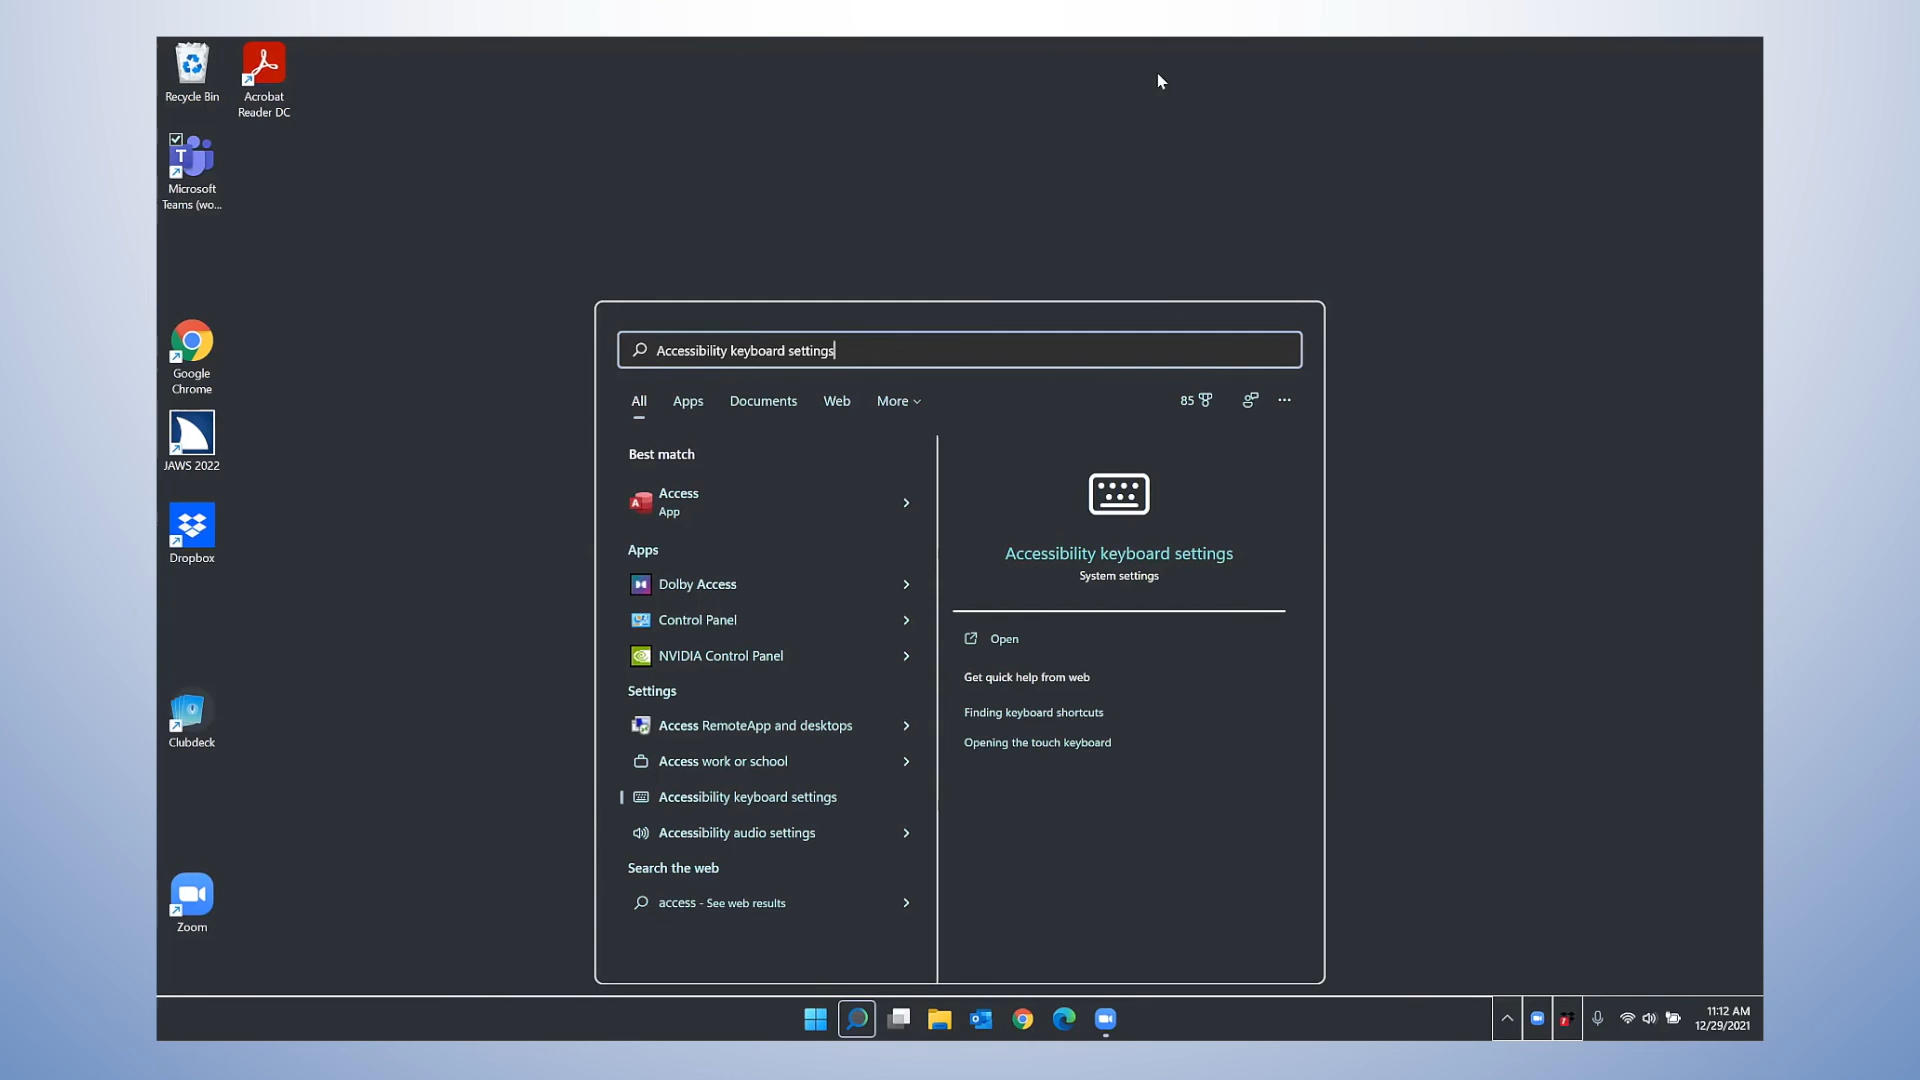 Recycle Bin
Acrobat
Reader DC
T
Microsoft
Teams (wo...
Google
Chrome
JAWS 2022
Dropbox
Clubdeck
Zoom
Accessibility keyboard settings
All Apps Documents Web More 85 ...
Best match
A
Access
App
Apps
Dolby Access
Control Panel
NVIDIA Control Panel
Settings
Access RemoteApp and desktops
Access work or school
Accessibility keyboard settings
Accessibility audio settings
Search the web
access - See web results
Accessibility keyboard settings
System settings
Open
Get quick help from web
Finding keyboard shortcuts
Opening the touch keyboard
11:12 AM
12/29/2021